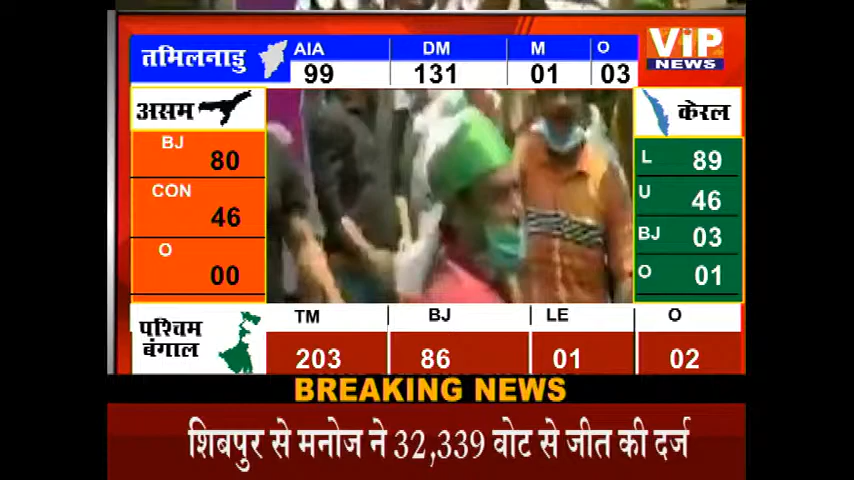 तमिलनाडु AIA DM M O ViP NEWS
99 131 01 03
असम केरल
BJ 80
CON 46
O 00
L 89
U 46
BJ 03
O 01
पश्चिम बंगाल
TM BJ LE O
203 86 01 02
BREAKING NEWS
शिबपुर से मनोज ने 32,339 वोट से जीत की दर्ज